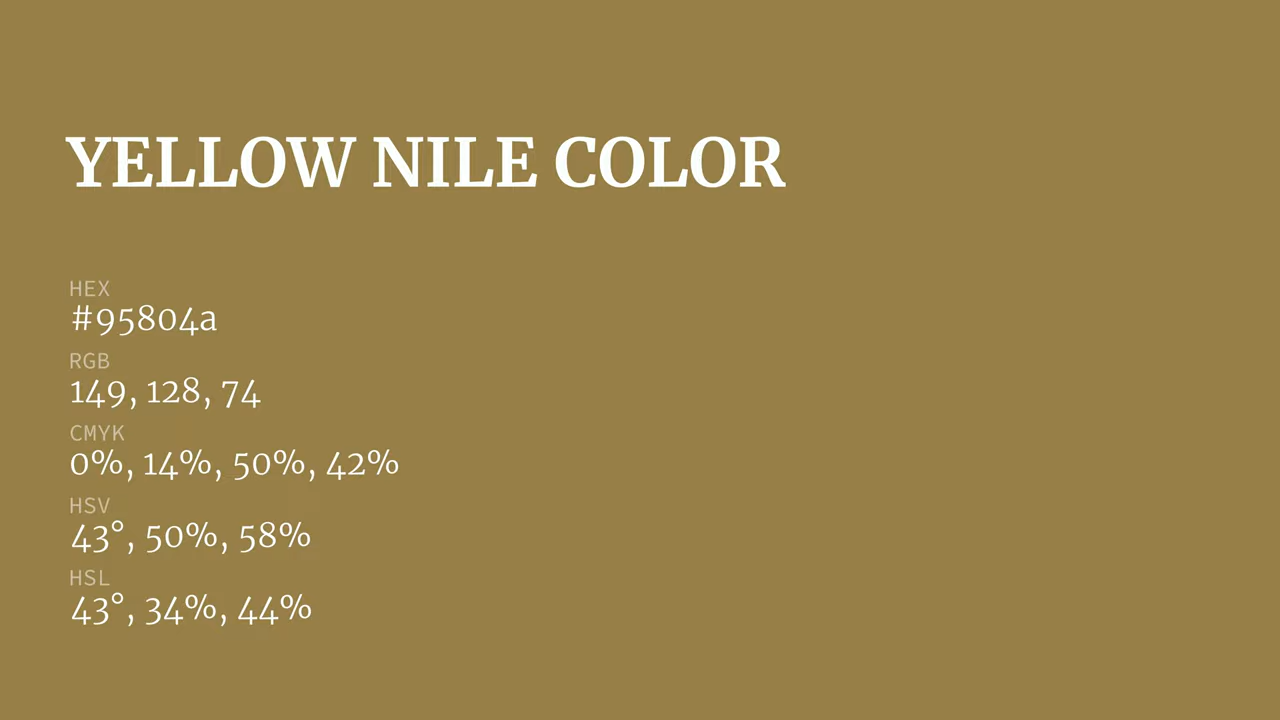 YELLOW NILE COLOR
HEX
#95804a
RGB
149, 128, 74
CMYK
0%, 14%, 50%, 42%
HSV
43°, 50%, 58%
HSL
43°, 34%, 44%